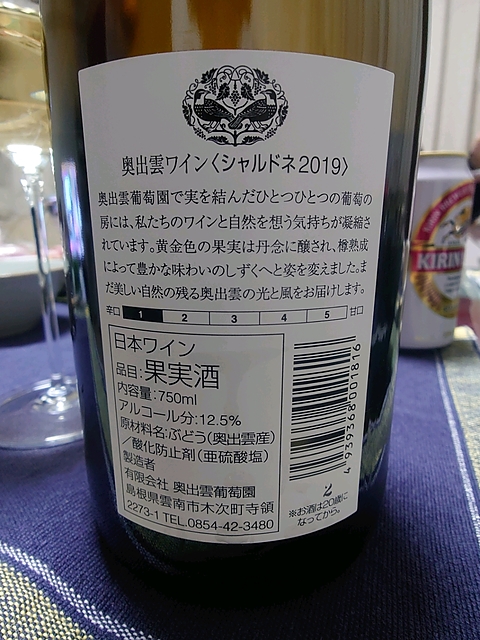 奥出雲ワイン〈シャルドネ2019〉
奥出雲葡萄園で実を結んだひとつひとつの葡萄の
房には、私たちのワインと自然を想う気持ちが凝縮さ
れています。黄金色の果実は丹念に醸され、樽熟成
によって豊かな味わいのしずくへと姿を変えました。ま
だ美しい自然の残る奥出雲の光と風をお届けします。
辛口 1 2 3 4 5 甘口
日本ワイン
品目:果実酒
内容量:750ml
アルコール分:12.5%
原材料名:ぶどう(奥出雲産)
/酸化防止剤(亜硫酸塩)
製造者
有限会社 奥出雲葡萄園
島根県雲南市木次町寺領
2273-1 TEL.0854-42-3480
4 939368 001816
2
※お酒は20歳に
なってから。
KIRIN